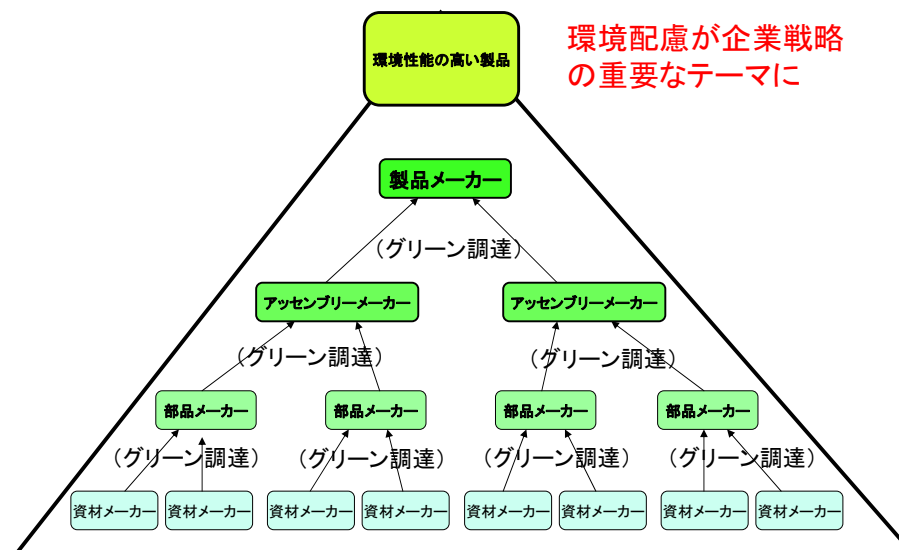 環境性能の高い製品
環境配慮が企業戦略
の重要なテーマに
製品メーカー
（グリーン調達）
アッセンブリーメーカー
アッセンブリーメーカー
（グリーン調達）
（グリーン調達）
部品メーカー
部品メーカー
部品メーカー
部品メーカー
（グリーン調達）
（グリーン調達）
（グリーン調達）
（グリーン調達）
資材メーカー
資材メーカー
資材メーカー
資材メーカー
資材メーカー
資材メーカー
資材メーカー
資材メーカー